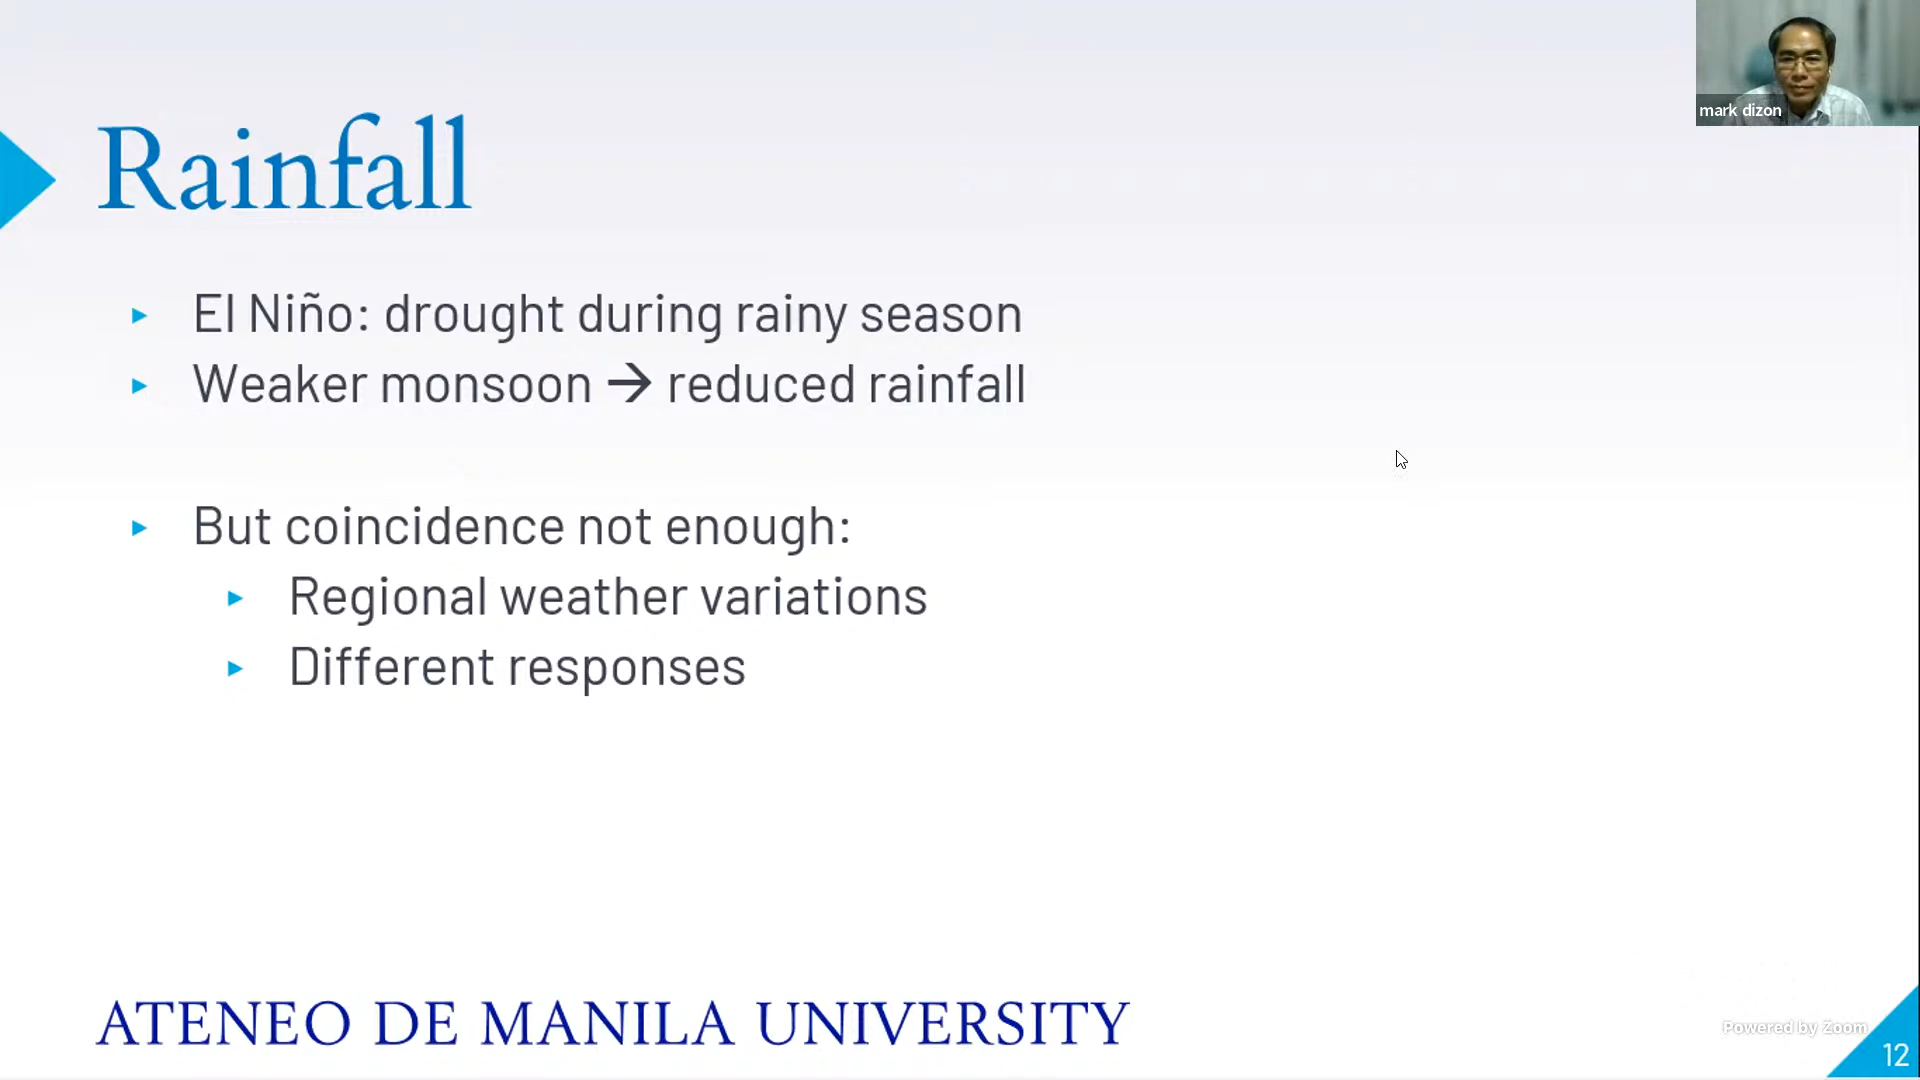 mark dizon
Rainfall
El Niño: drought during rainy season
Weaker monsoon → reduced rainfall
But coincidence not enough:
Regional weather variations
Different responses
ATENEO DE MANILA UNIVERSITY
Powered by Zoom
12